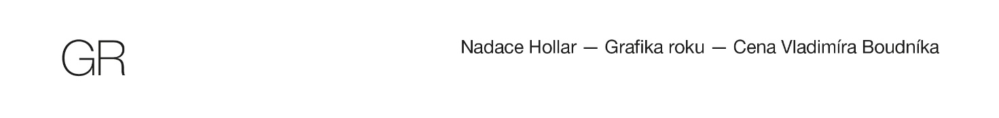 GR
Nadace Hollar — Grafika roku — Cena Vladimíra Boudníka